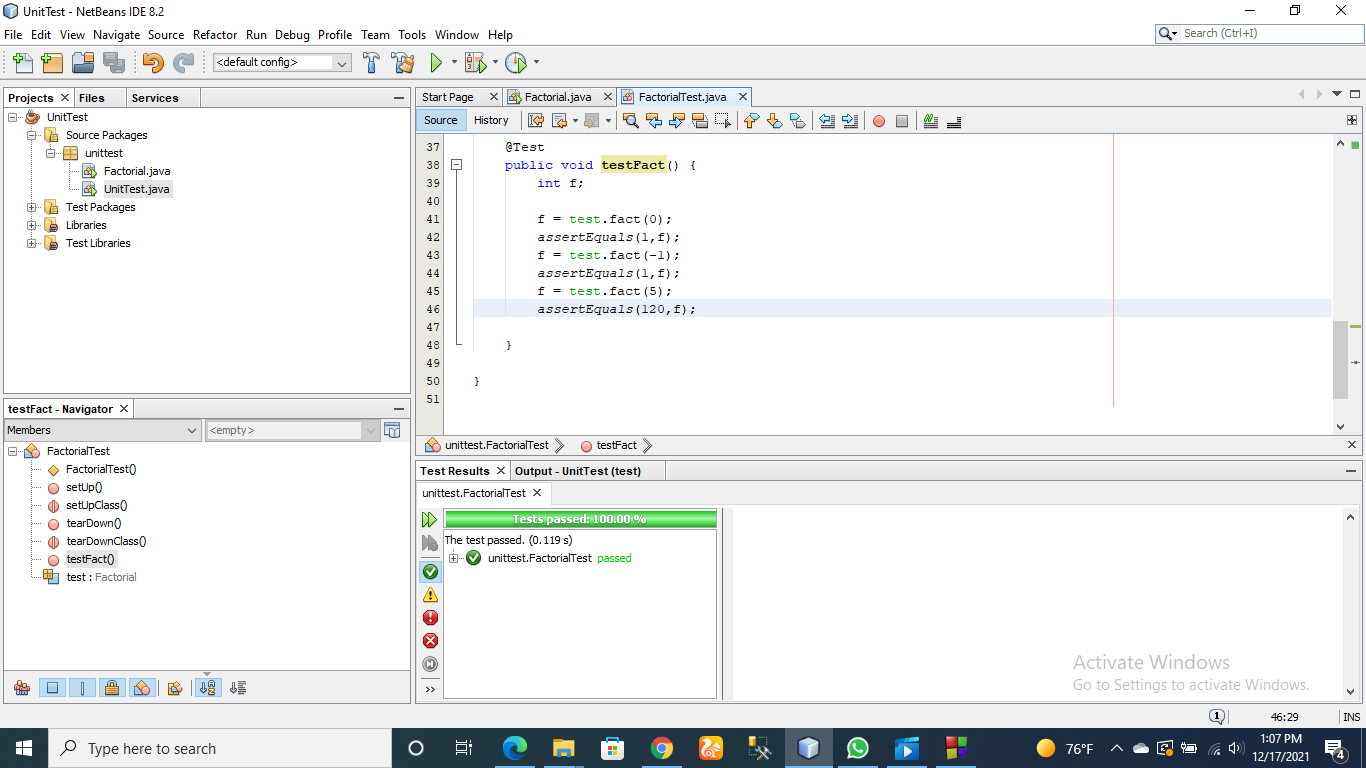 UnitTest - NetBeans IDE 8.2
File Edit View Navigate Source Refactor Run Debug Profile Team Tools Window Help
Search (Ctrl+I)
<default config>
Projects Files Services
UnitTest
Source Packages
unittest
Factorial.java
UnitTest.java
Test Packages
Libraries
Test Libraries
testFact - Navigator
Members
<empty>
FactorialTest
FactorialTest()
setUp()
setUpClass()
tearDown()
tearDownClass()
testFact()
test : Factorial
Start Page Factorial.java FactorialTest.java
Source History
37 @Test
38 public void testFact() {
39 int f;
40
41 f = test.fact(0);
42 assertEquals(1,f);
43 f = test.fact(-1);
44 assertEquals(1,f);
45 f = test.fact(5);
46 assertEquals(120,f);
47
48 }
49
50 }
51
unittest.FactorialTest testFact
Test Results Output - UnitTest (test)
unittest.FactorialTest
Tests passed: 100.00 %
The test passed. (0.119 s)
unittest.FactorialTest passed
Activate Windows
Go to Settings to activate Windows.
1
46:29 INS
Type here to search
76°F
1:07 PM
12/17/2021
4